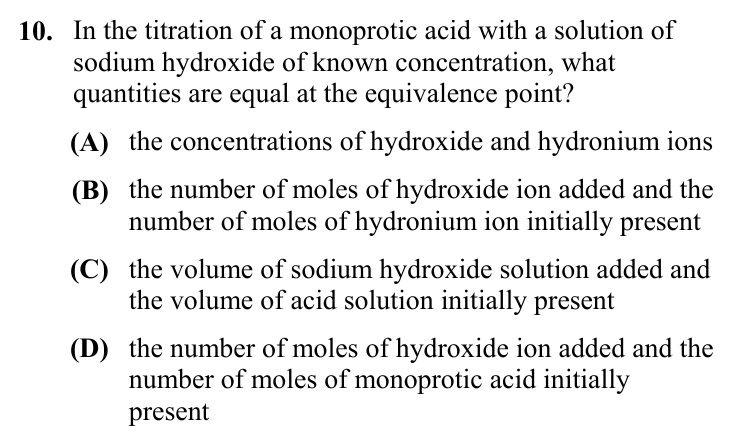 10. In the titration of a monoprotic acid with a solution of
sodium hydroxide of known concentration, what
quantities are equal at the equivalence point?
(A) the concentrations of hydroxide and hydronium ions
(B) the number of moles of hydroxide ion added and the
number of moles of hydronium ion initially present
(C) the volume of sodium hydroxide solution added and
the volume of acid solution initially present
(D) the number of moles of hydroxide ion added and the
number of moles of monoprotic acid initially
present